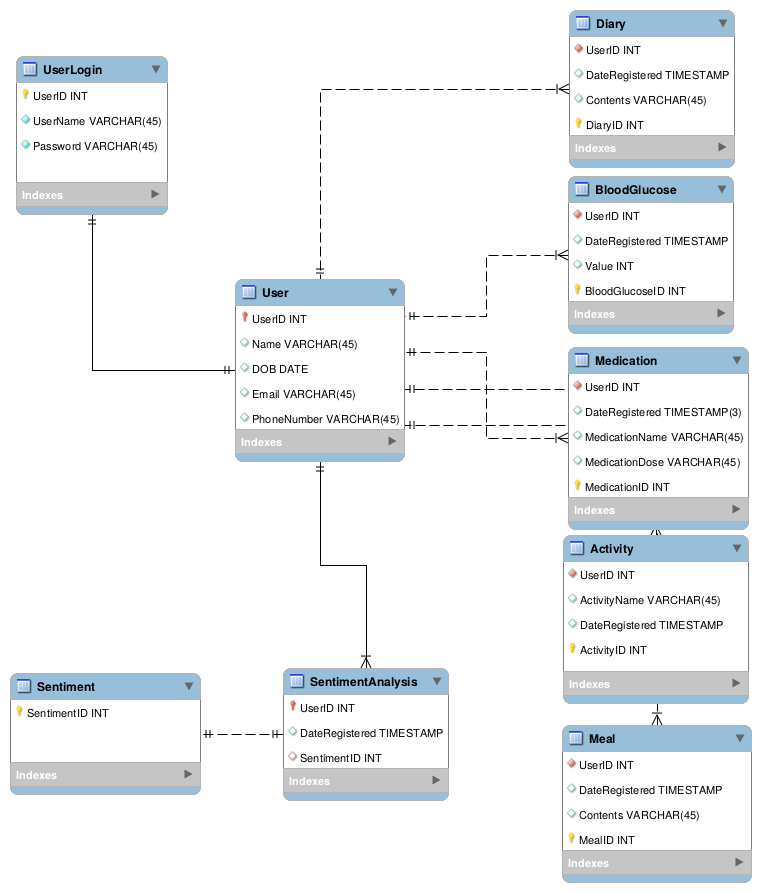 UserLogin
UserID INT
UserName VARCHAR(45)
Password VARCHAR(45)
Indexes
Diary
UserID INT
DateRegistered TIMESTAMP
Contents VARCHAR(45)
DiaryID INT
Indexes
BloodGlucose
UserID INT
DateRegistered TIMESTAMP
Value INT
BloodGlucoseID INT
Indexes
User
UserID INT
Name VARCHAR(45)
DOB DATE
Email VARCHAR(45)
PhoneNumber VARCHAR(45)
Indexes
Medication
UserID INT
DateRegistered TIMESTAMP(3)
MedicationName VARCHAR(45)
MedicationDose VARCHAR(45)
MedicationID INT
Indexes
Activity
UserID INT
ActivityName VARCHAR(45)
DateRegistered TIMESTAMP
ActivityID INT
Indexes
Sentiment
SentimentID INT
Indexes
SentimentAnalysis
UserID INT
DateRegistered TIMESTAMP
SentimentID INT
Indexes
Meal
UserID INT
DateRegistered TIMESTAMP
Contents VARCHAR(45)
MealID INT
Indexes